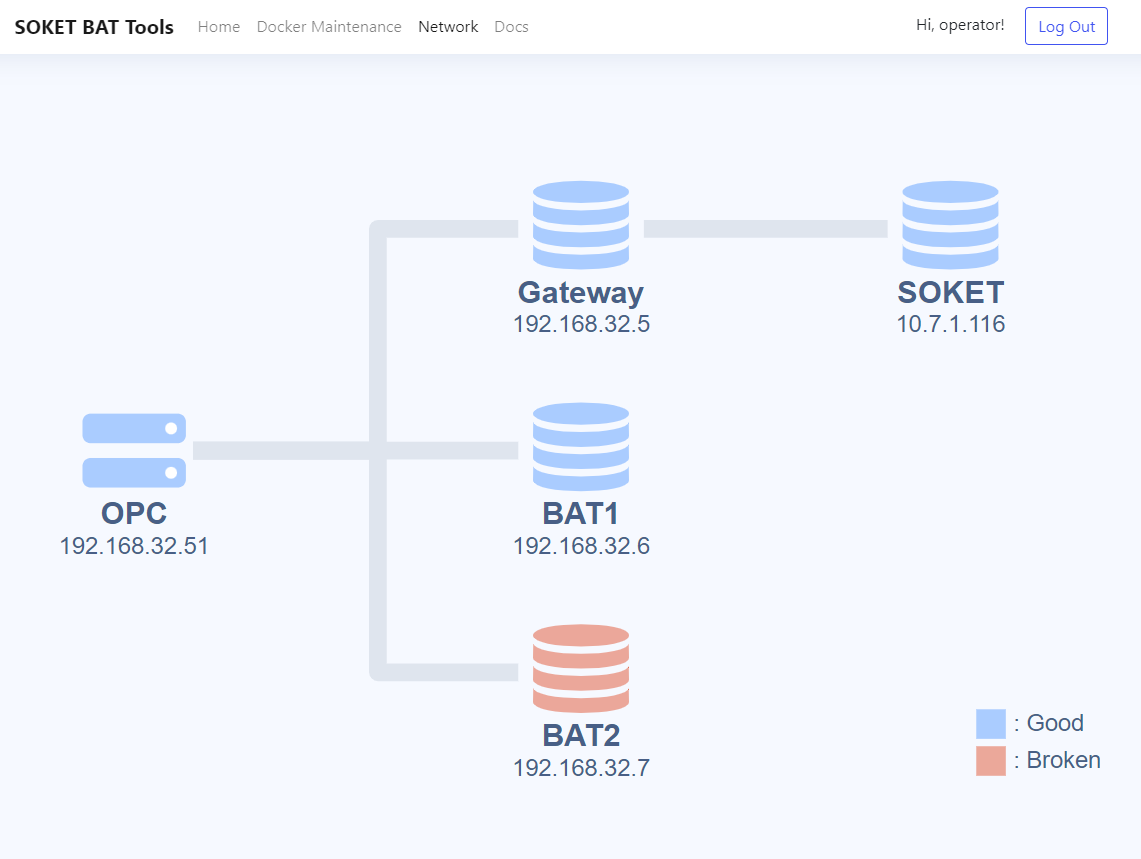 SOKET BAT Tools Home Docker Maintenance Network Docs Hi, operator! Log Out
Gateway
192.168.32.5
SOKET
10.7.1.116
OPC
192.168.32.51
BAT1
192.168.32.6
BAT2
192.168.32.7
: Good
: Broken